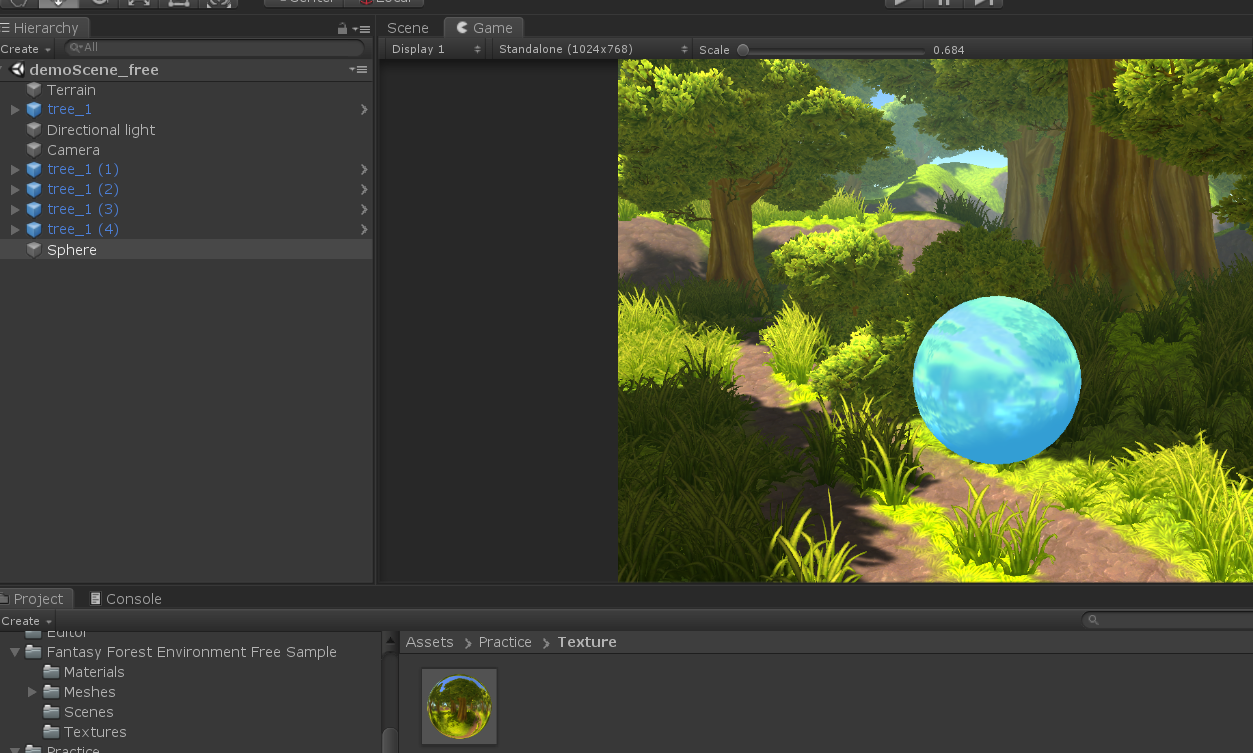 Center
Local
Hierarchy
Create
All
demoScene_free
Terrain
tree_1
Directional light
Camera
tree_1 (1)
tree_1 (2)
tree_1 (3)
tree_1 (4)
Sphere
Scene
Game
Display 1
Standalone (1024x768)
Scale
0.684
Project
Console
Create
Editor
Fantasy Forest Environment Free Sample
Materials
Meshes
Scenes
Textures
Practice
Assets
Practice
Texture